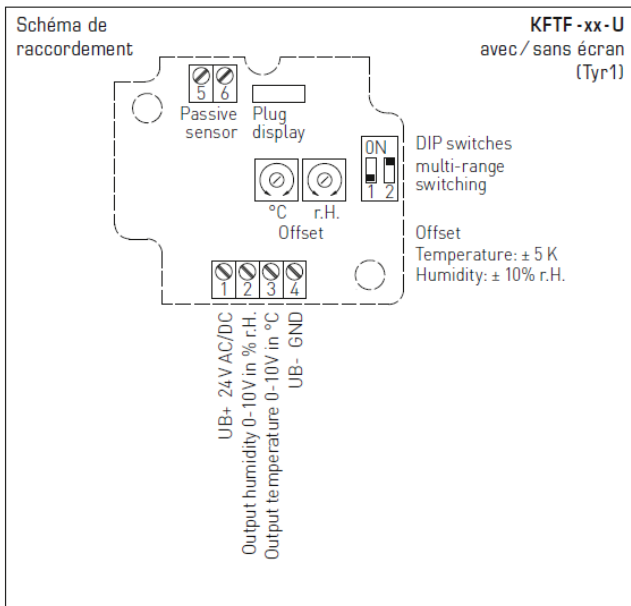 Schéma de
raccordement
KFTF-xx-U
avec / sans écran
(Tyr1)
5 6
Passive
sensor
Plug
display
ON
1 2
DIP switches
multi-range
switching
°C r.H.
Offset
Offset
Temperature: ± 5 K
Humidity: ± 10% r.H.
1 2 3 4
UB+ 24V AC/DC
Output humidity 0-10V in % r.H.
Output temperature 0-10V in °C
UB- GND